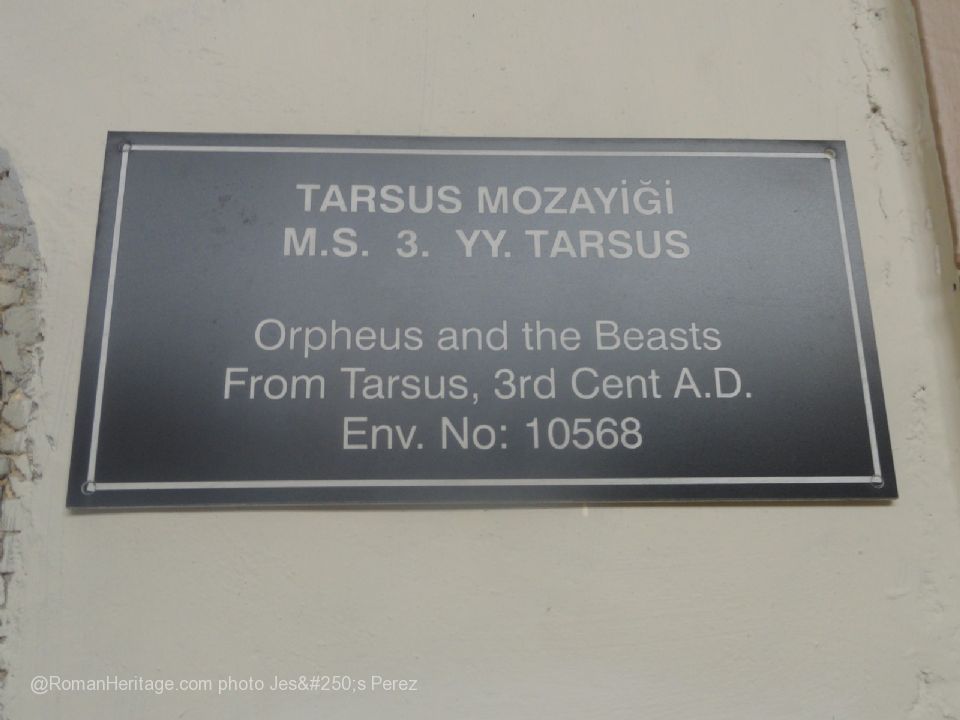 TARSUS MOZAYİĞİ
M.S. 3. YY. TARSUS
Orpheus and the Beasts
From Tarsus, 3rd Cent A.D.
Env. No: 10568
@RomanHeritage.com photo Jes&#250;s Perez